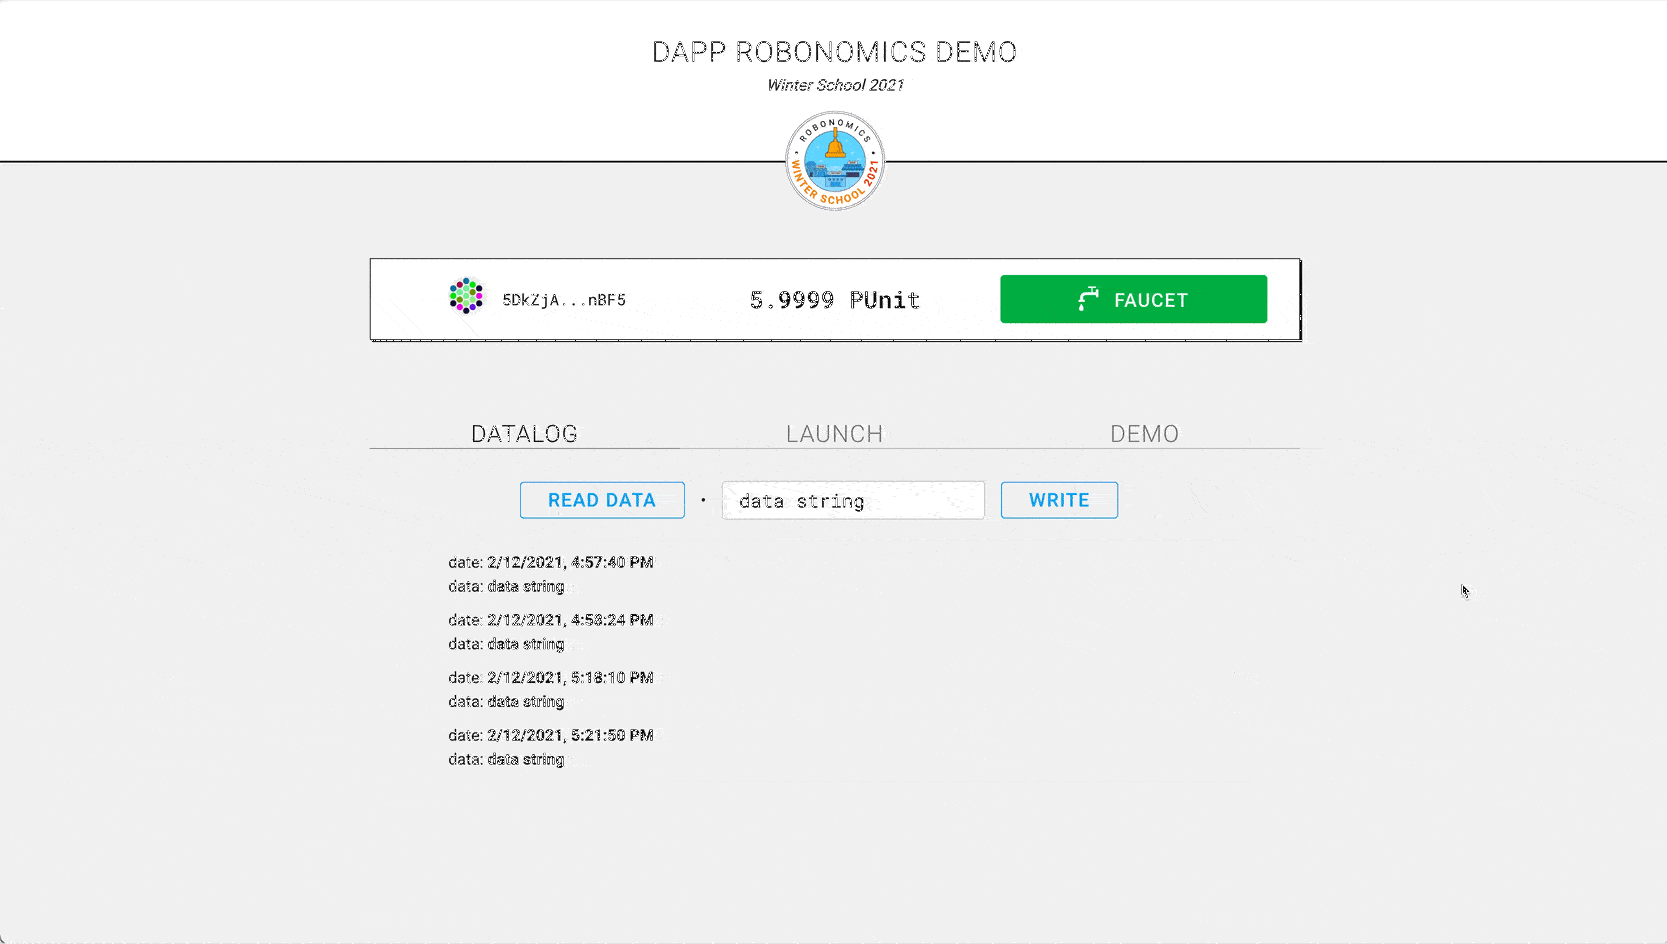 DAPP ROBONOMICS DEMO
Winter School 2021
ROBONOMICS
WINTER SCHOOL 2021
5DkZjA...nBF5
5.9999 PUnit
FAUCET
DATALOG
LAUNCH
DEMO
READ DATA
data string
WRITE
date: 2/12/2021, 4:57:40 PM
data: data string
date: 2/12/2021, 4:58:24 PM
data: data string
date: 2/12/2021, 5:18:10 PM
data: data string
date: 2/12/2021, 5:21:50 PM
data: data string